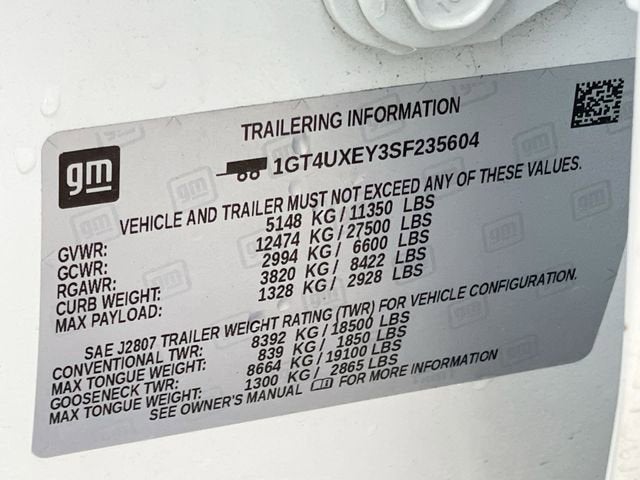 TRAILERING INFORMATION
gm
1GT4UXEY3SF235604
VEHICLE AND TRAILER MUST NOT EXCEED ANY OF THESE VALUES.
GVWR: 5148 KG/11350 LBS
GCWR: 12474 KG/27500 LBS
RGAWR: 2994 KG/ 6600 LBS
CURB WEIGHT: 3820 KG/ 8422 LBS
MAX PAYLOAD: 1328 KG/ 2928 LBS
SAE J2807 TRAILER WEIGHT RATING (TWR) FOR VEHICLE CONFIGURATION.
CONVENTIONAL TWR: 8392 KG/18500 LBS
MAX TONGUE WEIGHT: 839 KG/ 1850 LBS
GOOSENECK TWR: 8664 KG/19100 LBS
MAX TONGUE WEIGHT: 1300 KG/ 2865 LBS
SEE OWNER'S MANUAL FOR MORE INFORMATION